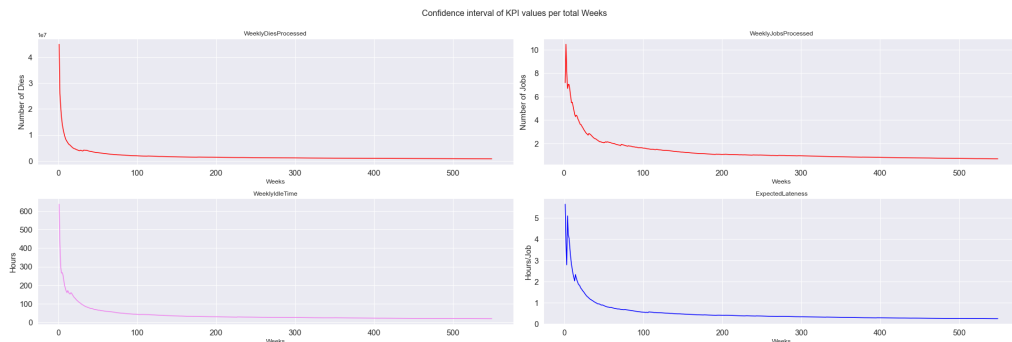 Confidence interval of KPI values per total Weeks
WeeklyDiesProcessed
1e7
Number of Dies
4
3
2
1
0
0 100 200 300 400 500
Weeks
WeeklyJobsProcessed
Number of Jobs
10
8
6
4
2
0 100 200 300 400 500
Weeks
WeeklyIdleTime
Hours
600
500
400
300
200
100
0
0 100 200 300 400 500
Weeks
ExpectedLateness
Hours/Job
5
4
3
2
1
0
0 100 200 300 400 500
Weeks